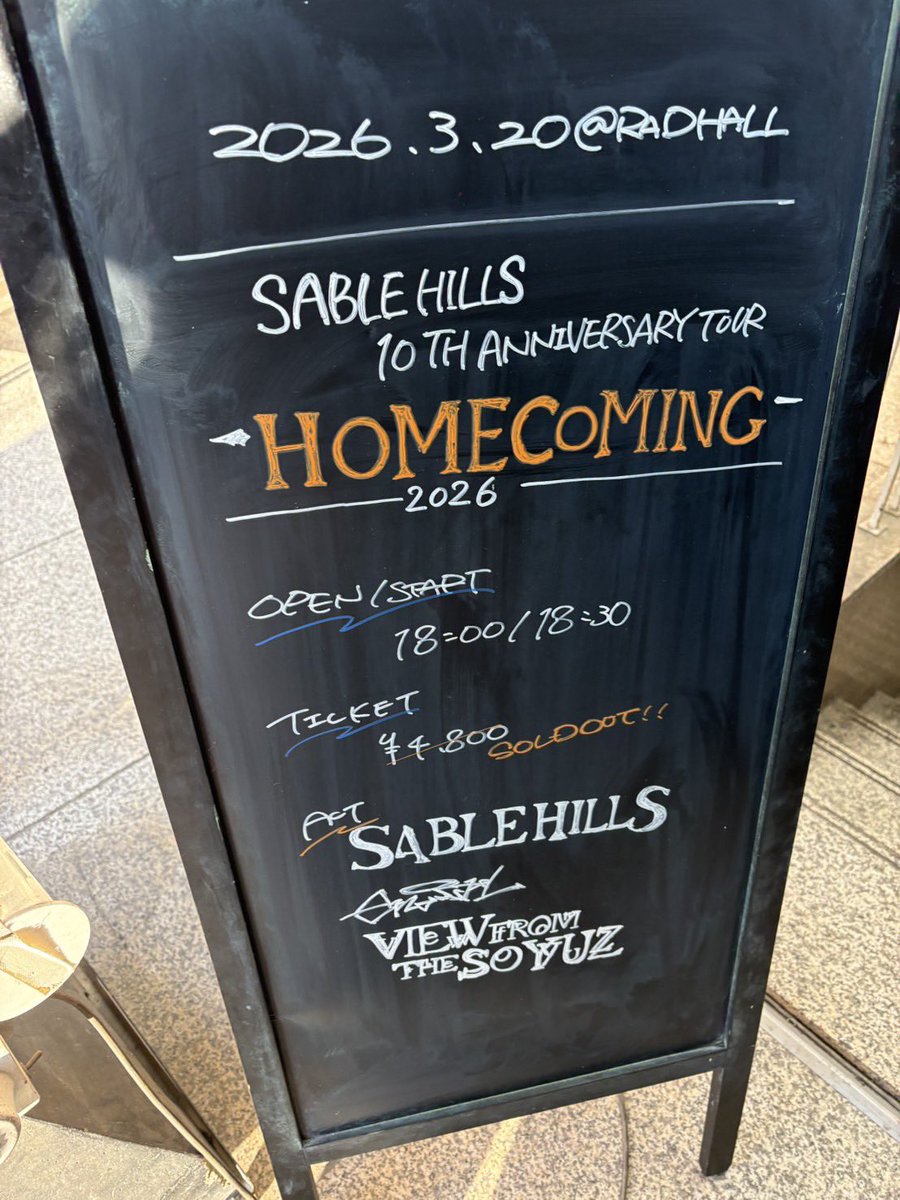 2026.3.20@RADHALL
SABLE HILLS
10TH ANNIVERSARY TOUR
HOMECOMING
2026
OPEN/START
18:00/18:30
TICKET
¥4.800 SOLDOUT!!
ACT
SABLE HILLS
VIEW FROM
THE SOYUZ